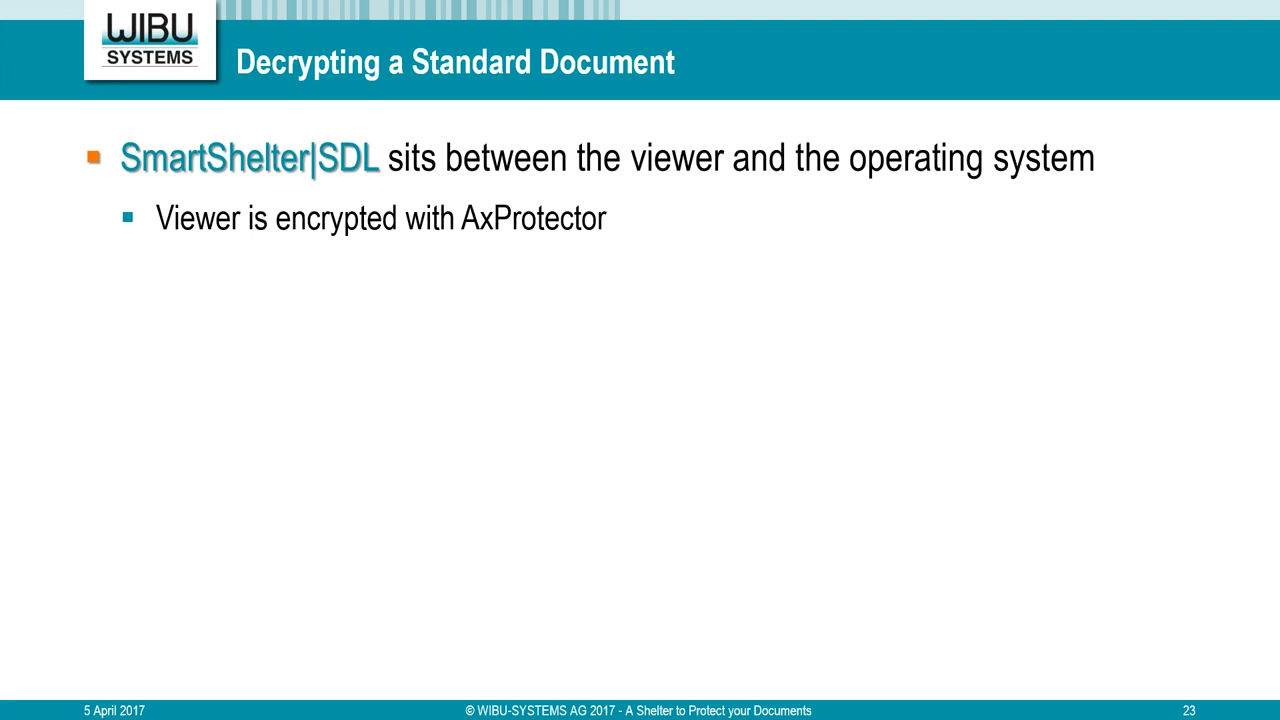 WIBU
SYSTEMS
Decrypting a Standard Document
SmartShelter|SDL sits between the viewer and the operating system
Viewer is encrypted with AxProtector
5 April 2017
© WIBU-SYSTEMS AG 2017 - A Shelter to Protect your Documents
23